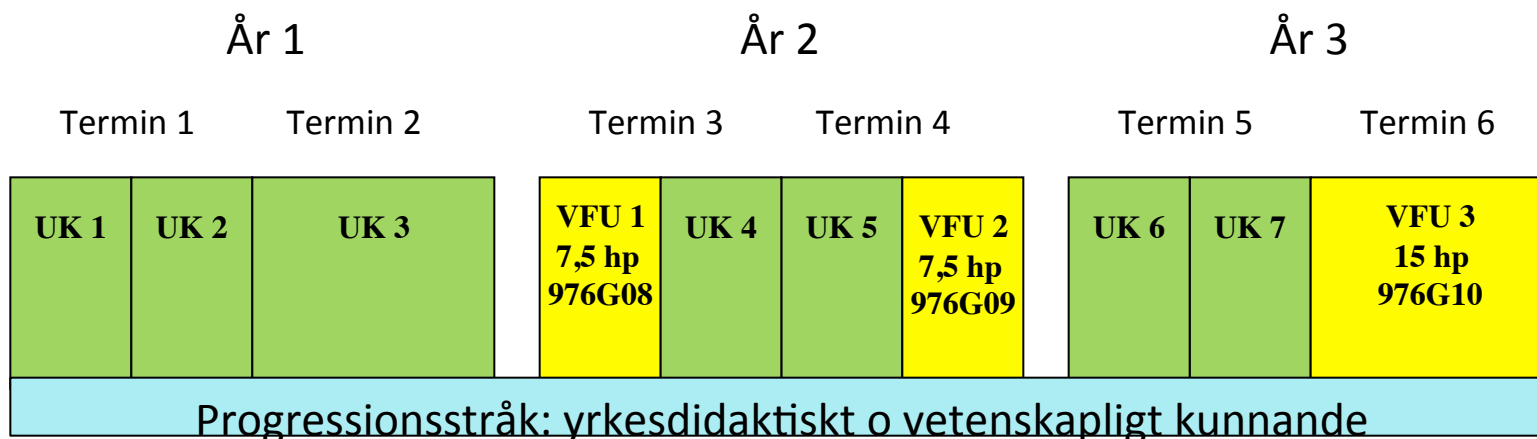 År 1
År 2
År 3
Termin 1
Termin 2
Termin 3
Termin 4
Termin 5
Termin 6
UK 1
UK 2
UK 3
VFU 1
7,5 hp
976G08
UK 4
UK 5
VFU 2
7,5 hp
976G09
UK 6
UK 7
VFU 3
15 hp
976G10
Progressionsstråk: yrkesdidaktiskt o vetenskapligt kunnande